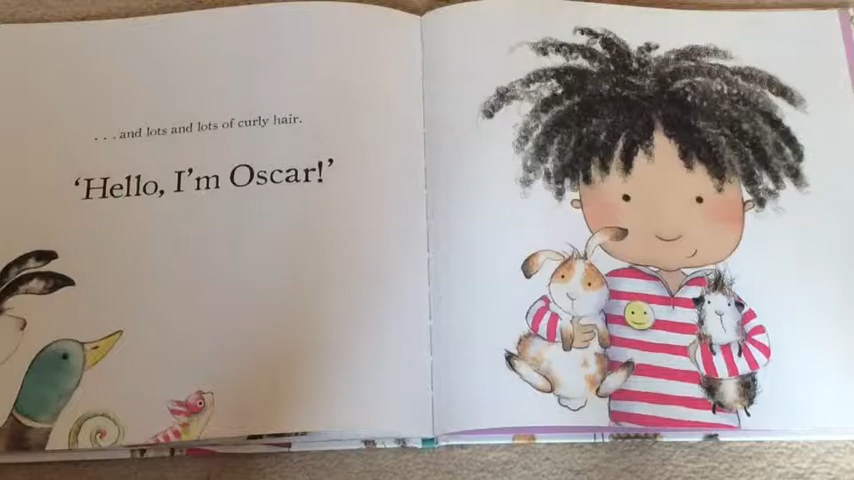 . . . and lots and lots of curly hair.
‘Hello, I’m Oscar!’